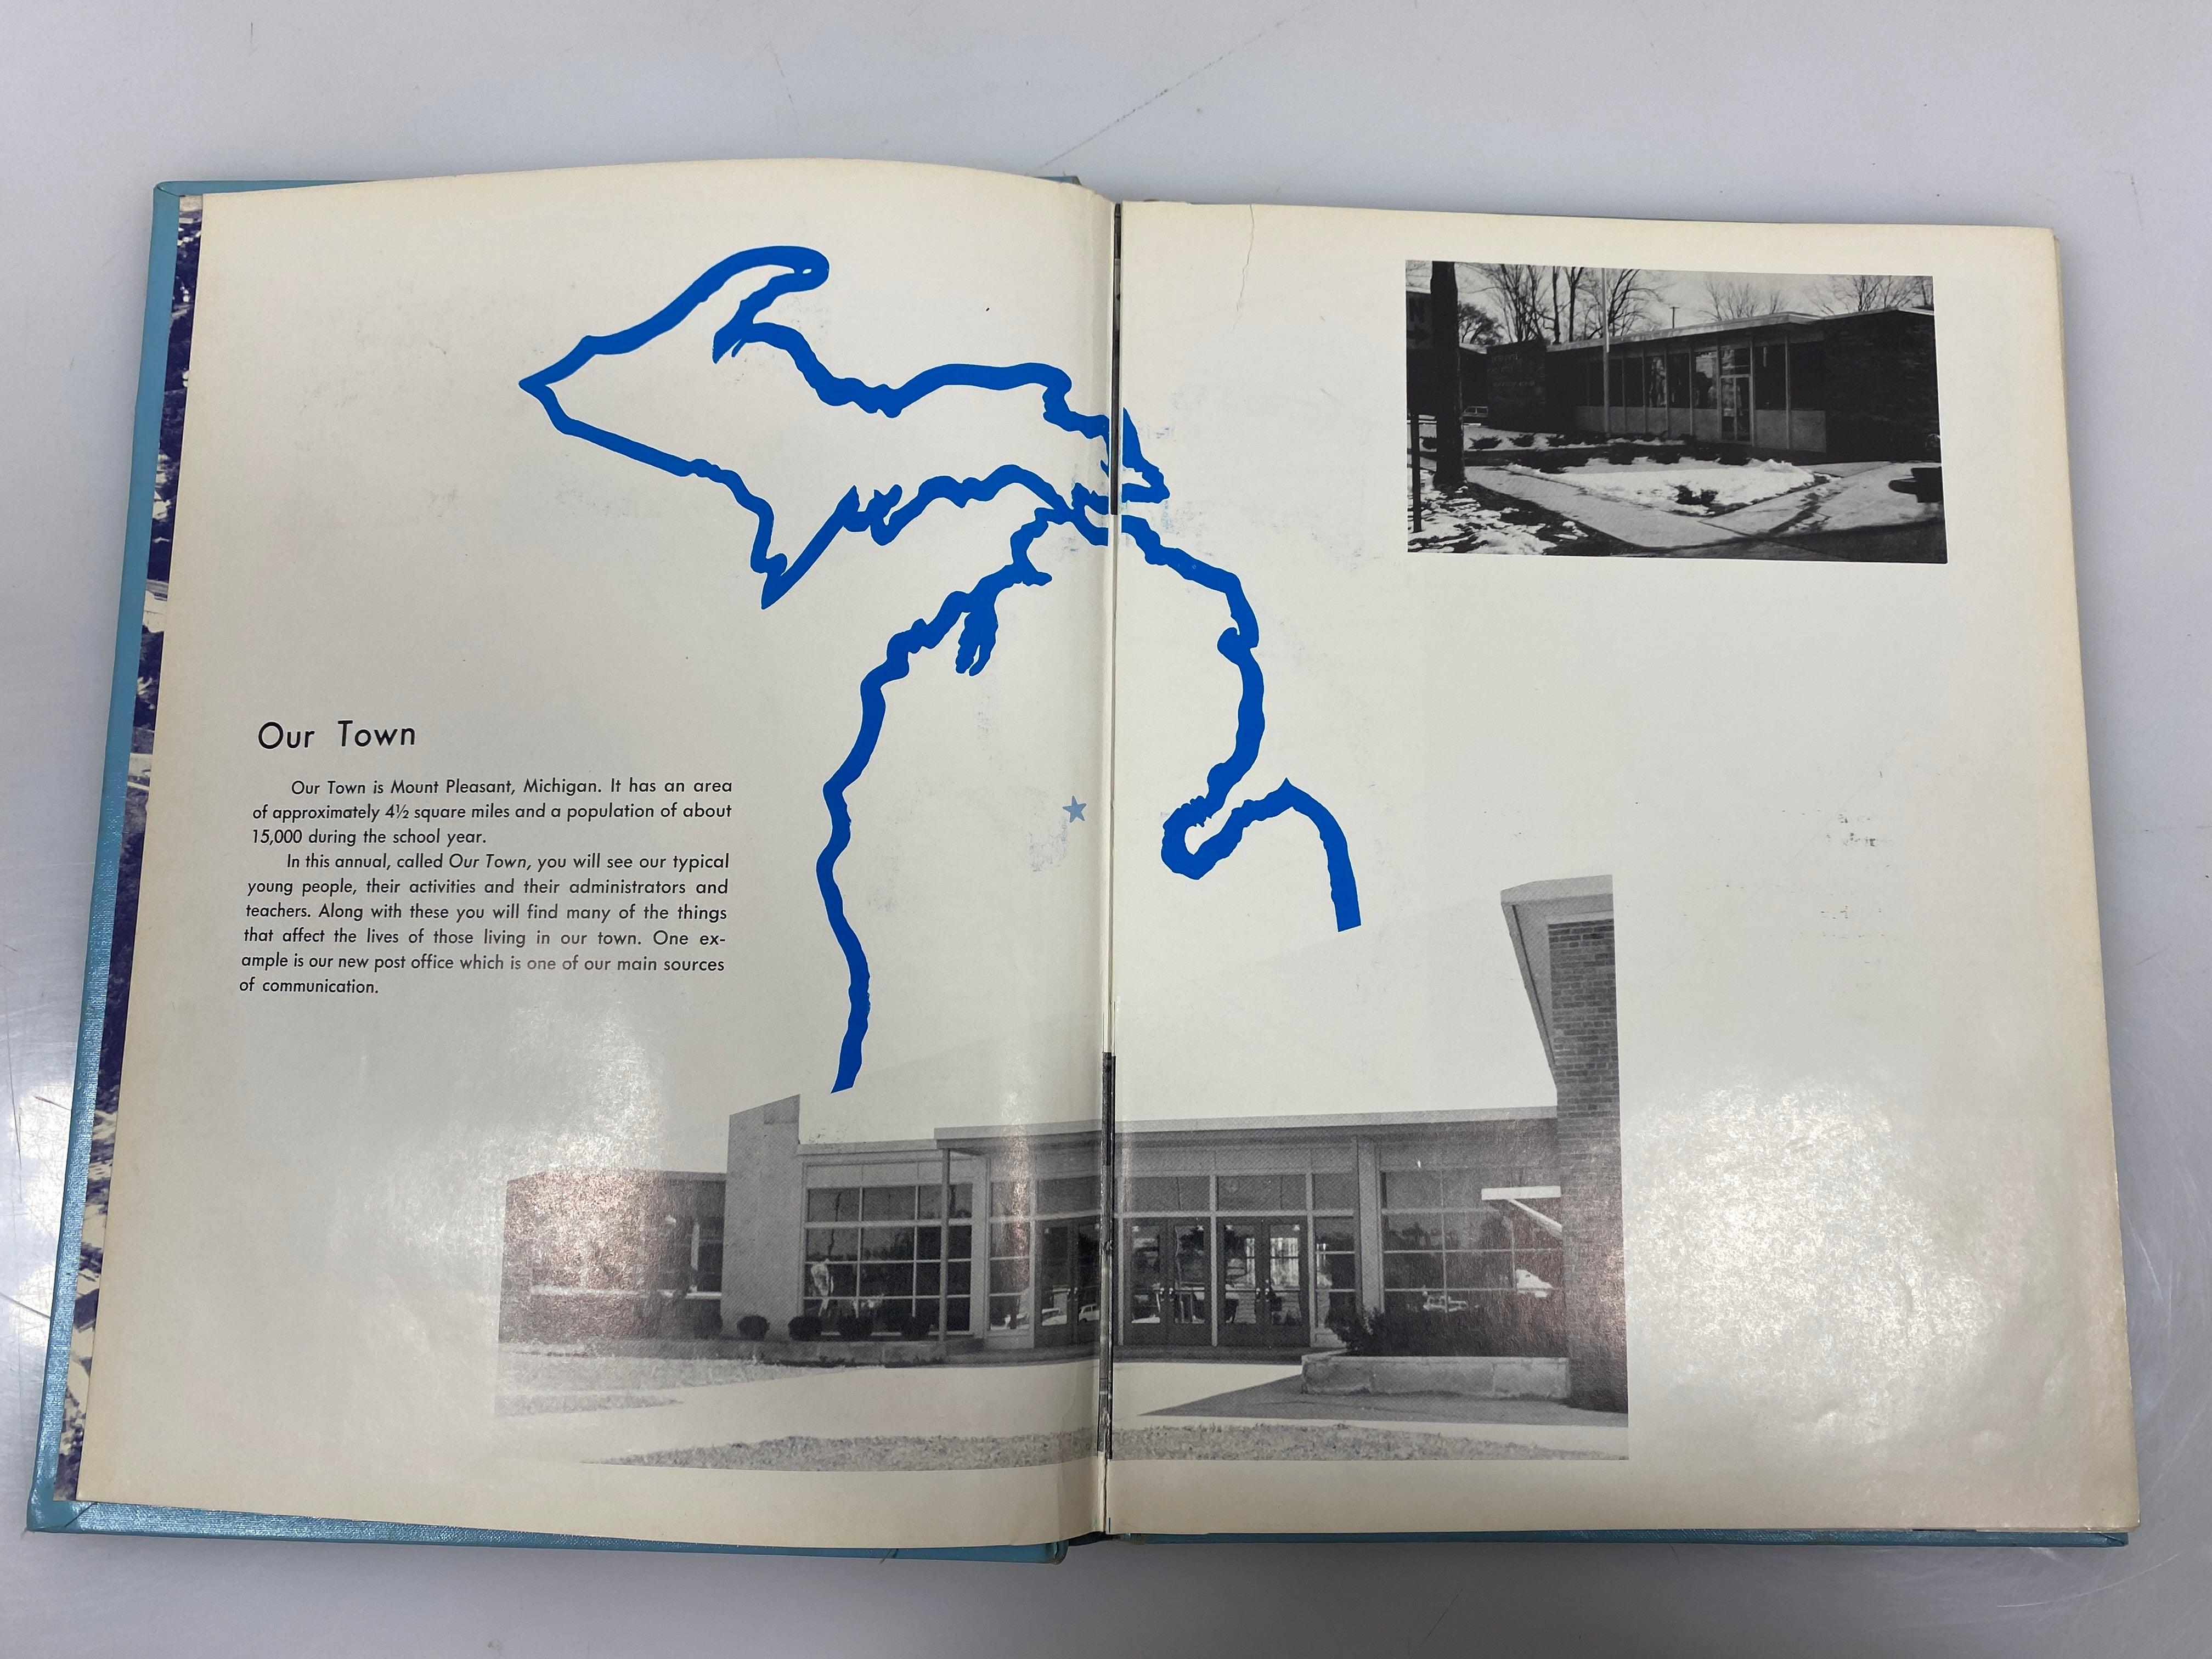 Our Town
Our Town is Mount Pleasant, Michigan. It has an area
of approximately 4½ square miles and a population of about
15,000 during the school year.
In this annual, called Our Town, you will see our typical
young people, their activities and their administrators and
teachers. Along with these you will find many of the things
that affect the lives of those living in our town. One ex-
ample is our new post office which is one of our main sources
of communication.